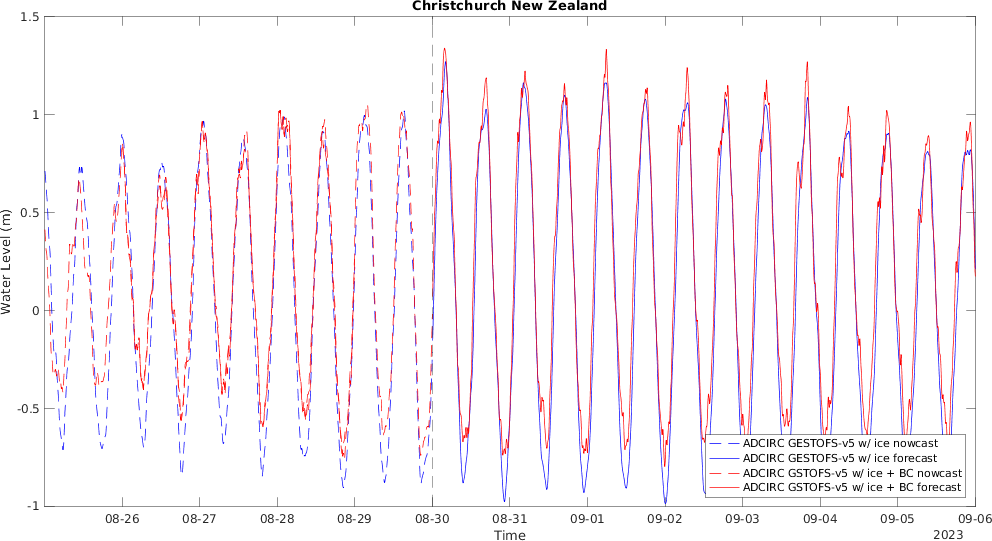 Christchurch New Zealand
1.5
1
0.5
0
-0.5
-1
Water Level (m)
08-26
08-27
08-28
08-29
08-30
08-31
09-01
09-02
09-03
09-04
09-05
09-06
Time
2023
ADCIRC GESTOFS-v5 w/ ice nowcast
ADCIRC GESTOFS-v5 w/ ice forecast
ADCIRC GSTOFS-v5 w/ ice + BC nowcast
ADCIRC GSTOFS-v5 w/ ice + BC forecast